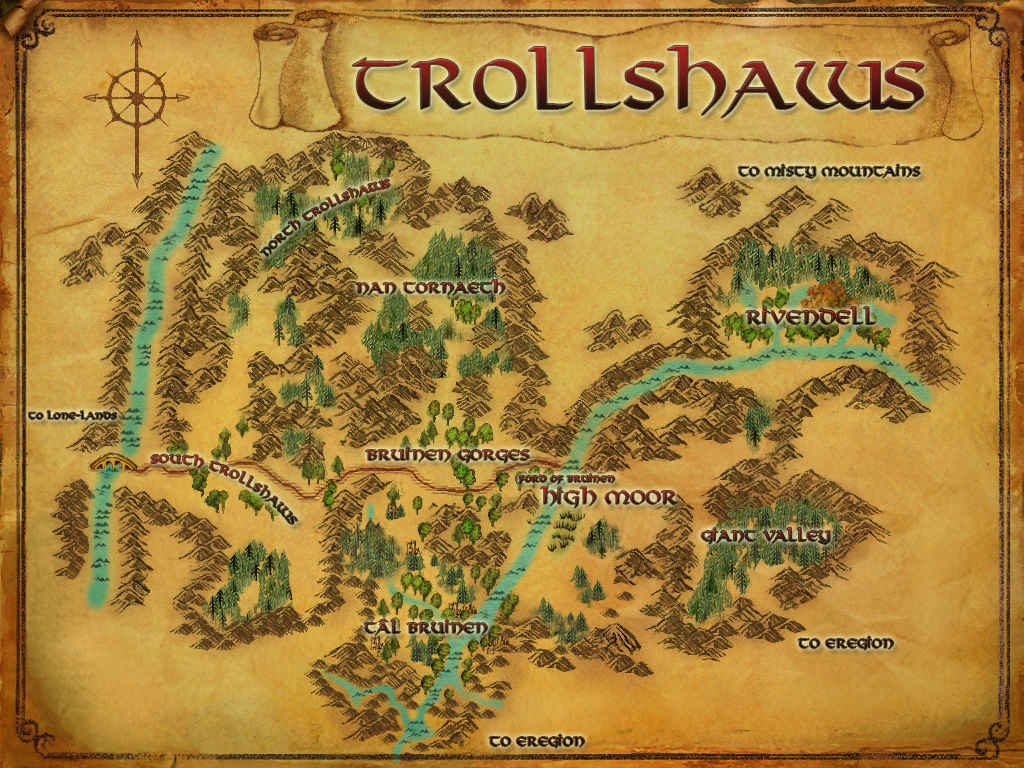 TROLLSHAWS
TO MISTY MOUNTAINS
NORTH TROLLSHAWS
NAN TORNAETH
RIVENDELL
TO LONE-LANDS
SOUTH TROLLSHAWS
BRUINEN GORGES
FORD OF BRUINEN
HIGH MOOR
GIANT VALLEY
TÂL BRUINEN
TO EREGION
TO EREGION